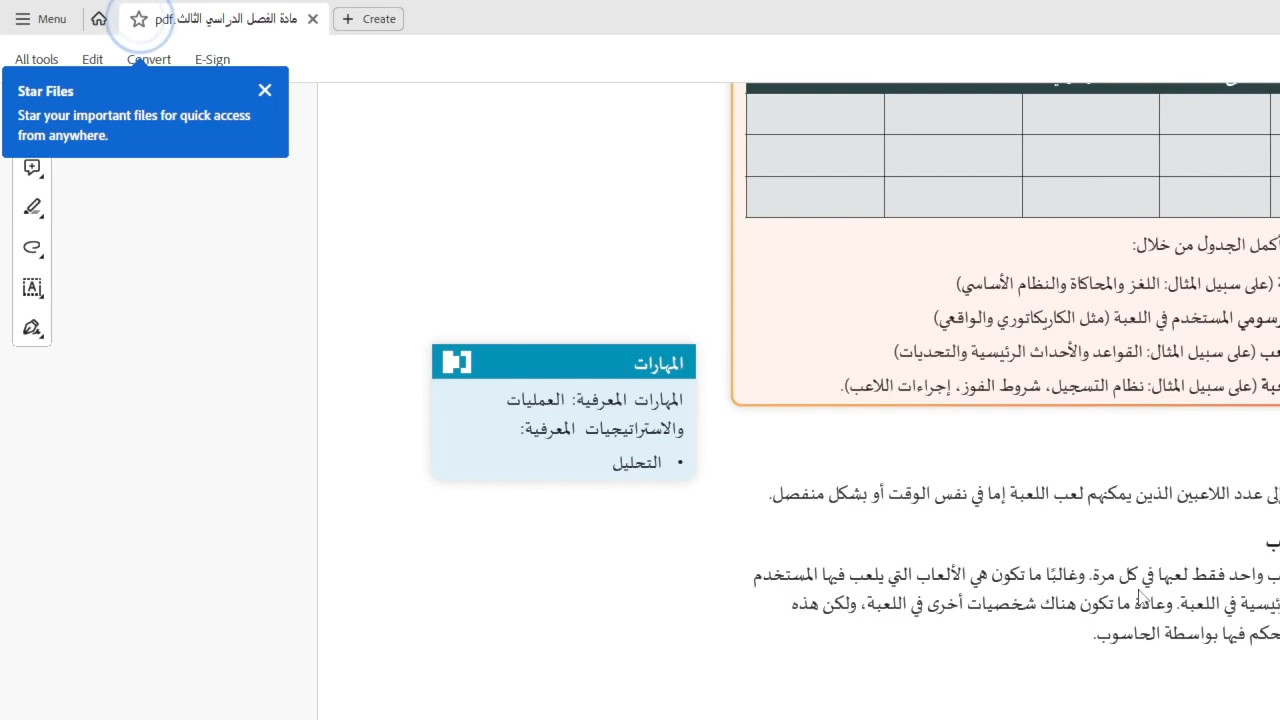 Menu
مادة الفصل الدراسي الثالث.pdf
Create
All tools
Edit
Convert
E-Sign
Star Files
Star your important files for quick access
from anywhere.
أكمل الجدول من خلال:
(على سبيل المثال: اللغز والمحاكاة والنظام الأساسي)
المستخدم في اللعبة (مثل الكاريكاتوري والواقعي)
(على سبيل المثال: القواعد والأحداث الرئيسية والتحديات)
(على سبيل المثال: نظام التسجيل، شروط الفوز، إجراءات اللاعب).
المهارات
المهارات المعرفية: العمليات
والاستراتيجيات المعرفية:
• التحليل
إلى عدد اللاعبين الذين يمكنهم لعب اللعبة إما في نفس الوقت أو بشكل منفصل.
واحد فقط لعبها في كل مرة. وغالبًا ما تكون هي الألعاب التي يلعب فيها المستخدم
في اللعبة. وعادة ما تكون هناك شخصيات أخرى في اللعبة، ولكن هذه
فيها بواسطة الحاسوب.